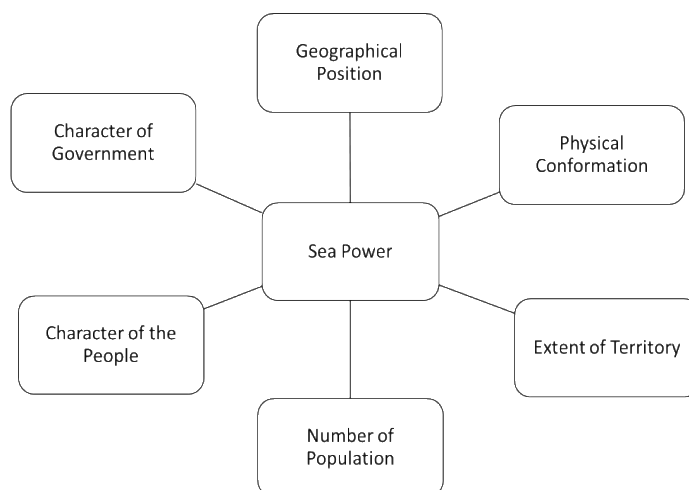 Geographical
Position
Character of
Government
Physical
Conformation
Sea Power
Character of the
People
Extent of Territory
Number of
Population